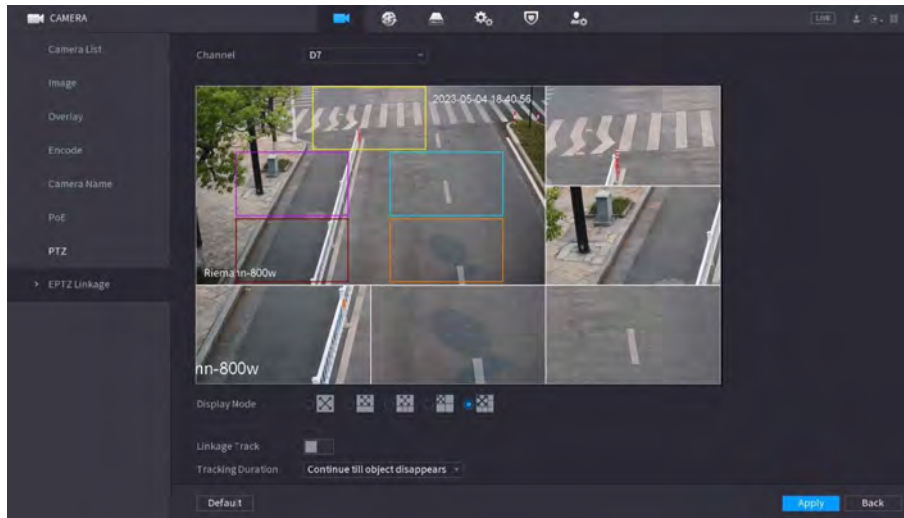 CAMERA
LIVE
Camera List
Image
Overlay
Encode
Camera Name
PoE
PTZ
EPTZ Linkage
Channel
D7
2023-05-04 18:40:56
Riemann-800w
nn-800w
Display Mode
Linkage Track
Tracking Duration
Continue till object disappears
Default
Apply
Back